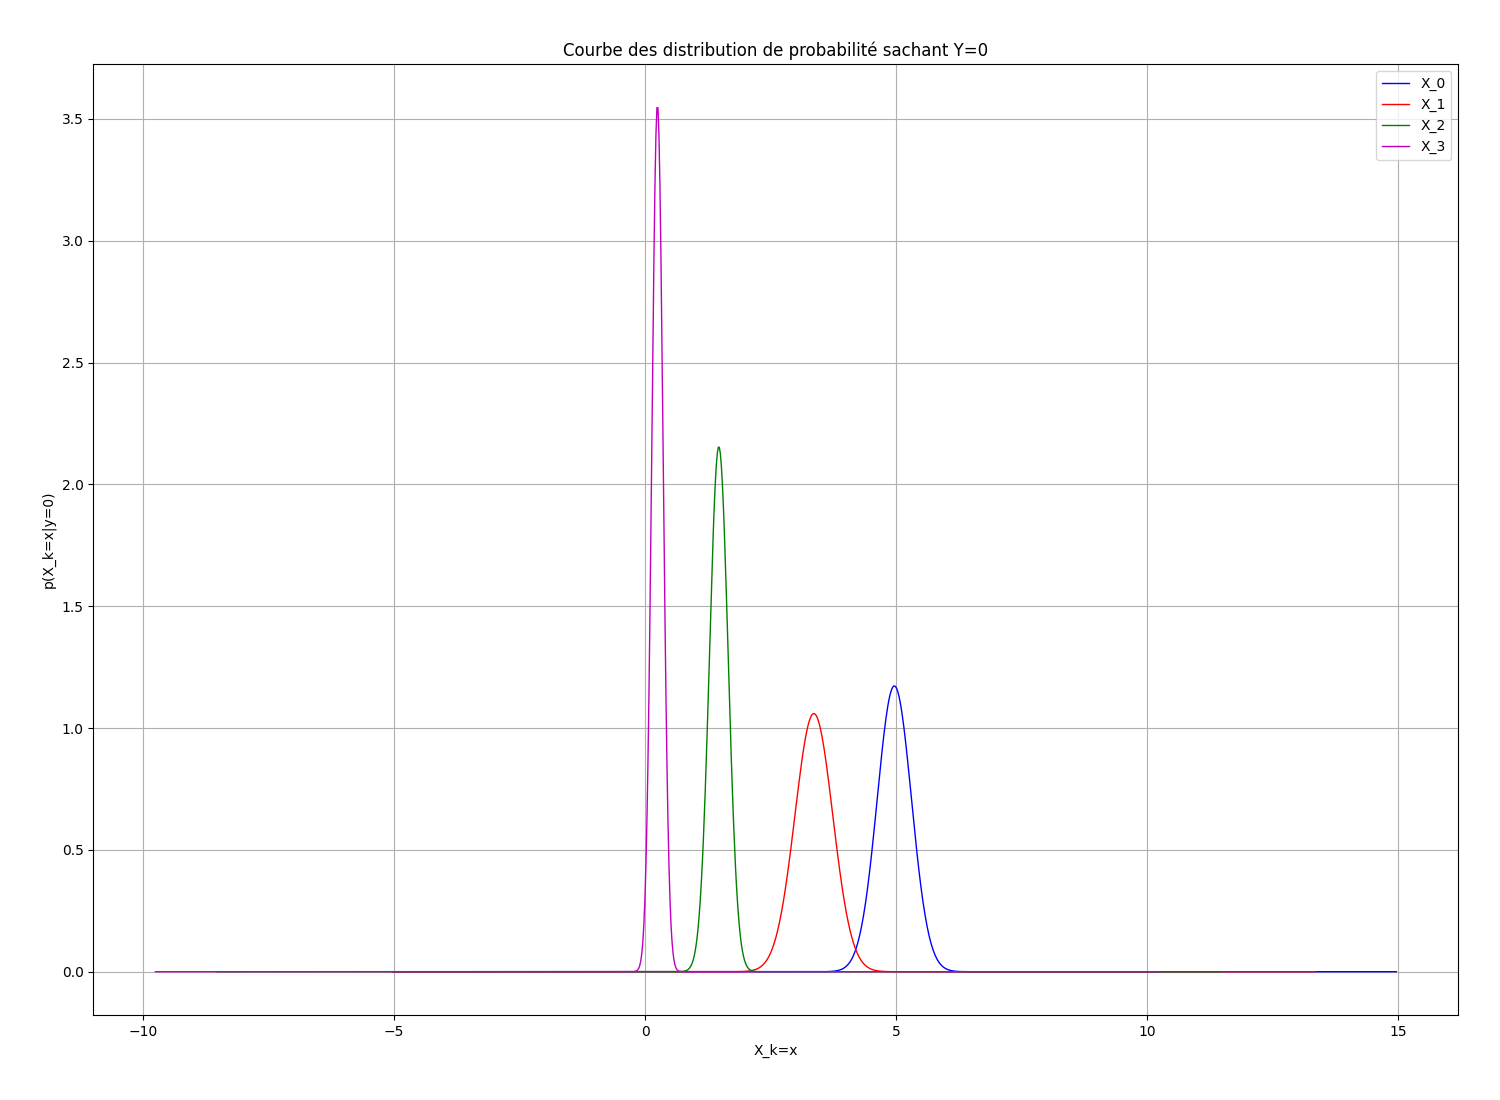 Courbe des distribution de probabilité sachant Y=0
X_0
X_1
X_2
X_3
3.5
3.0
2.5
2.0
1.5
1.0
0.5
0.0
p(X_k=x|y=0)
−10
−5
0
5
10
15
X_k=x